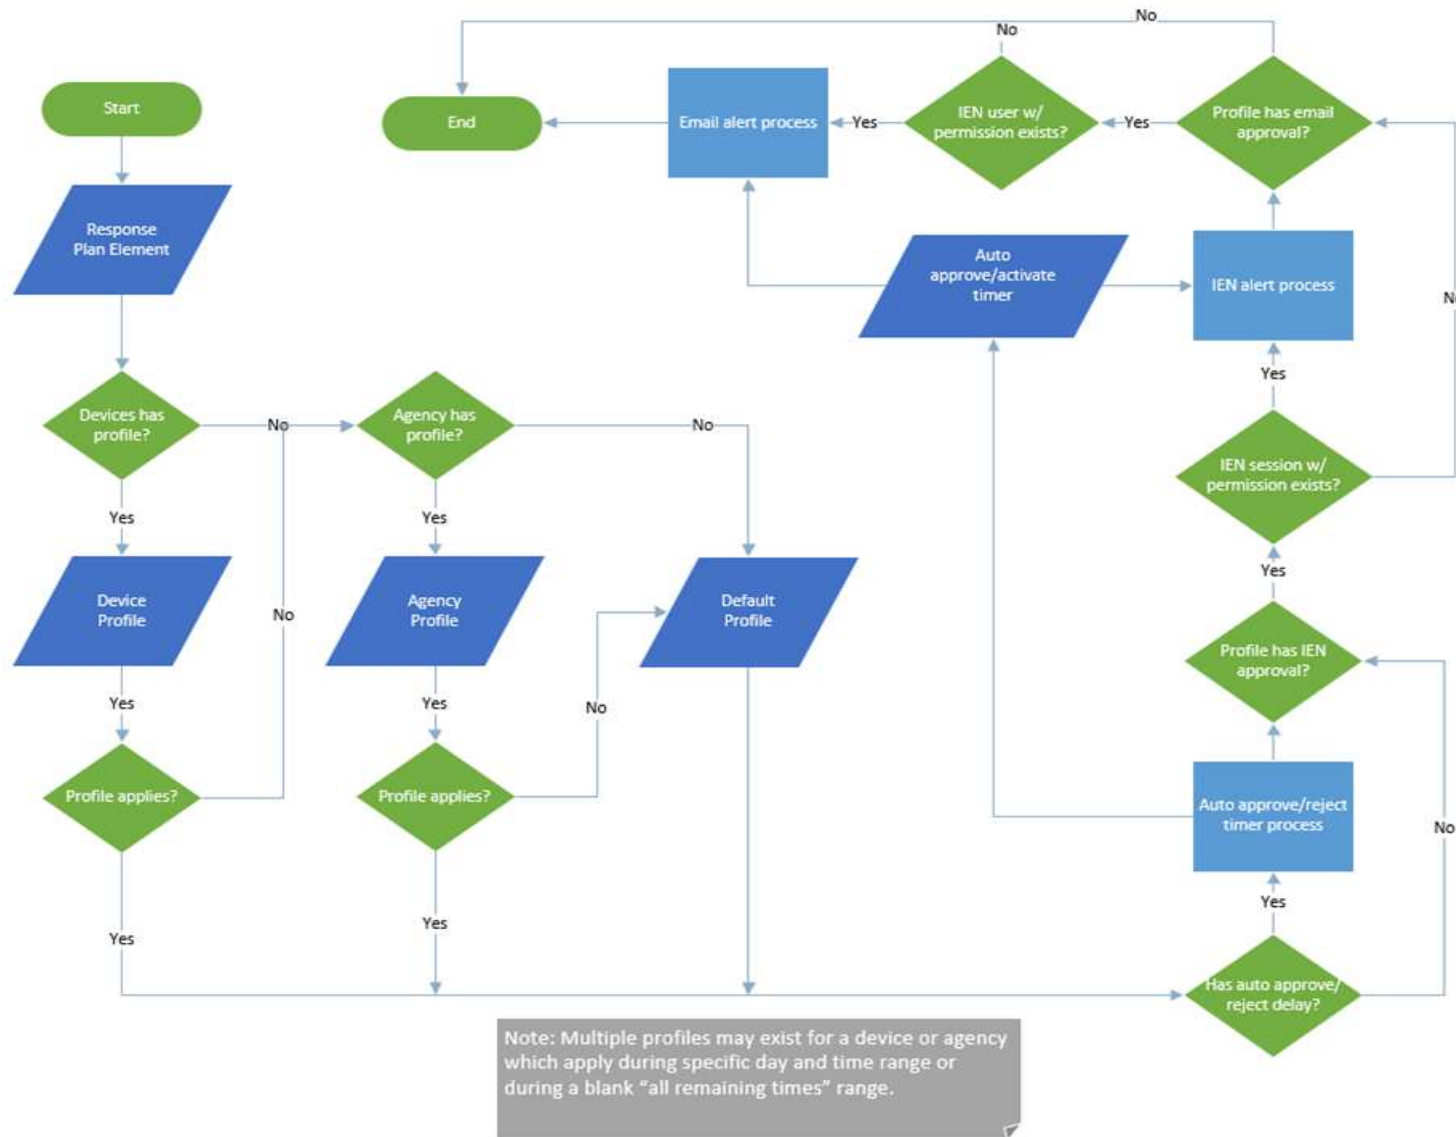 No
No
Start
End
Email alert process
Yes
IEN user w/
permission exists?
Yes
Profile has email
approval?
Response
Plan Element
Auto
approve/activate
timer
IEN alert process
Yes
Devices has
profile?
No
Agency has
profile?
No
IEN session w/
permission exists?
Yes
Yes
Yes
Device
Profile
No
Agency
Profile
Default
Profile
Profile has IEN
approval?
Yes
Yes
No
Profile applies?
Profile applies?
Auto approve/reject
timer process
No
Yes
Yes
Yes
Has auto approve/
reject delay?
Note: Multiple profiles may exist for a device or agency
which apply during specific day and time range or
during a blank “all remaining times” range.